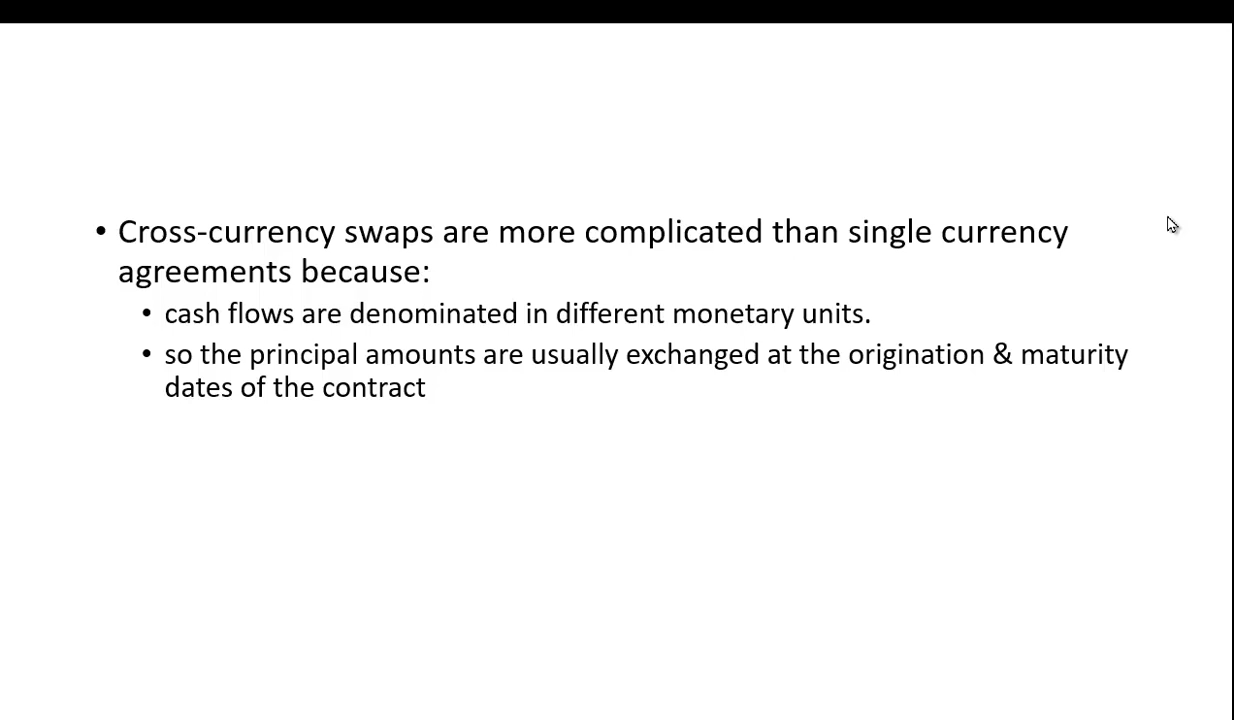 • Cross-currency swaps are more complicated than single currency
agreements because:
• cash flows are denominated in different monetary units.
• so the principal amounts are usually exchanged at the origination & maturity
dates of the contract